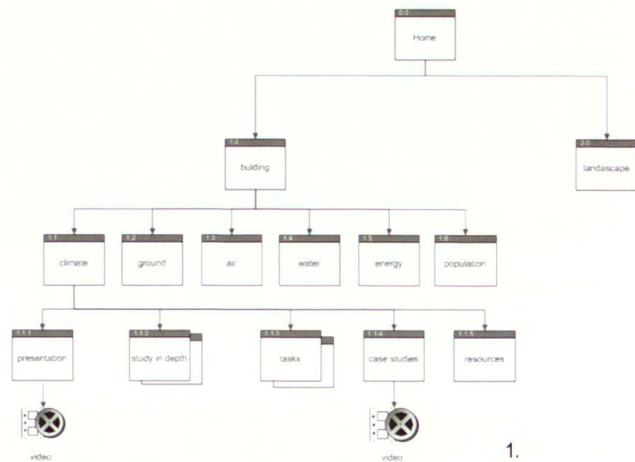 0.0
Home
1.0
building
2.0
landascape
1.1
climate
1.2
ground
1.3
air
1.4
water
1.5
energy
1.6
population
1.1.1
presentation
1.1.2
study in depth
1.1.3
tasks
1.1.4
case studies
1.1.5
resources
video
video
1.